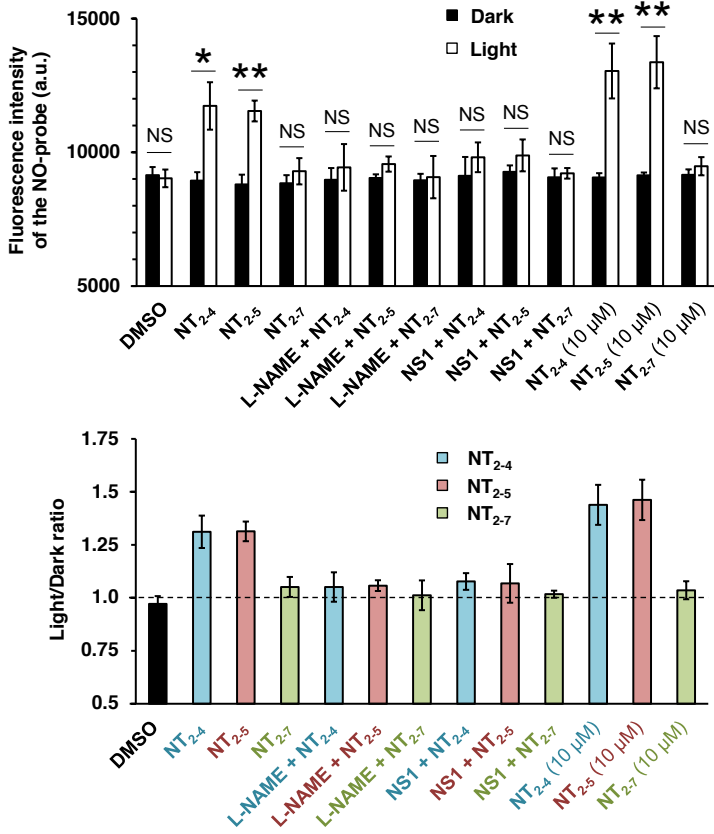 Fluorescence intensity
of the NO-probe (a.u.)
15000
10000
5000
Dark
Light
NS
*
**
NS
NS
NS
NS
NS
NS
NS
**
**
NS
DMSO
NT2-4
NT2-5
NT2-7
L-NAME + NT2-4
L-NAME + NT2-5
L-NAME + NT2-7
NS1 + NT2-4
NS1 + NT2-5
NS1 + NT2-7
NT2-4 (10 µM)
NT2-5 (10 µM)
NT2-7 (10 µM)
Light/Dark ratio
1.75
1.5
1.25
1.0
0.75
0.5
NT2-4
NT2-5
NT2-7
DMSO
NT2-4
NT2-5
NT2-7
L-NAME + NT2-4
L-NAME + NT2-5
L-NAME + NT2-7
NS1 + NT2-4
NS1 + NT2-5
NS1 + NT2-7
NT2-4 (10 µM)
NT2-5 (10 µM)
NT2-7 (10 µM)